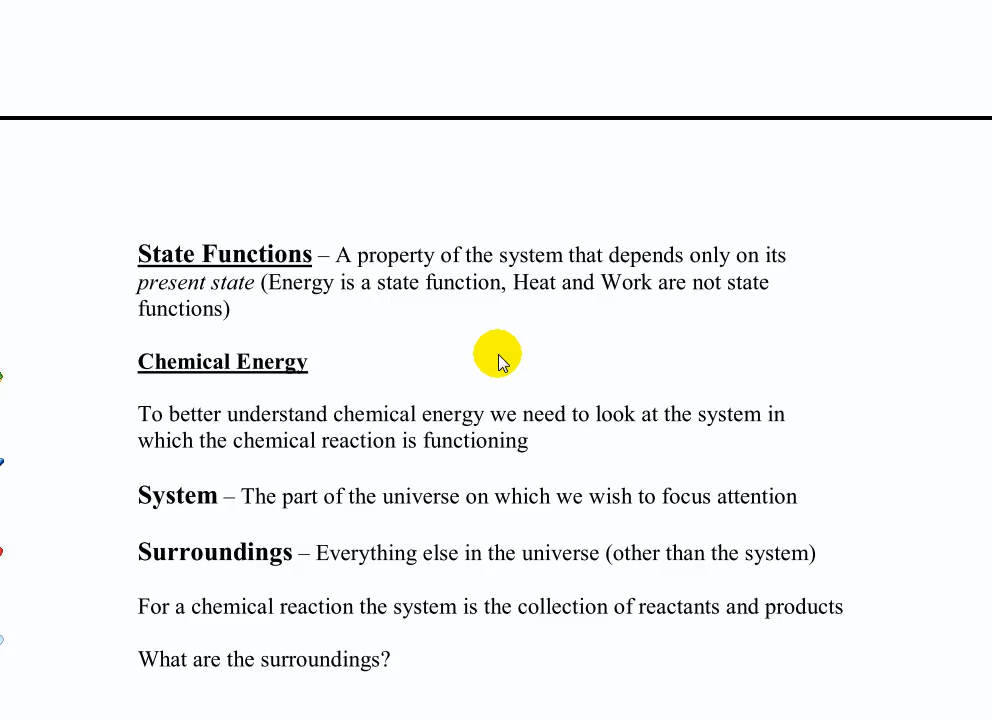 State Functions – A property of the system that depends only on its
present state (Energy is a state function, Heat and Work are not state
functions)
Chemical Energy
To better understand chemical energy we need to look at the system in
which the chemical reaction is functioning
System – The part of the universe on which we wish to focus attention
Surroundings – Everything else in the universe (other than the system)
For a chemical reaction the system is the collection of reactants and products
What are the surroundings?